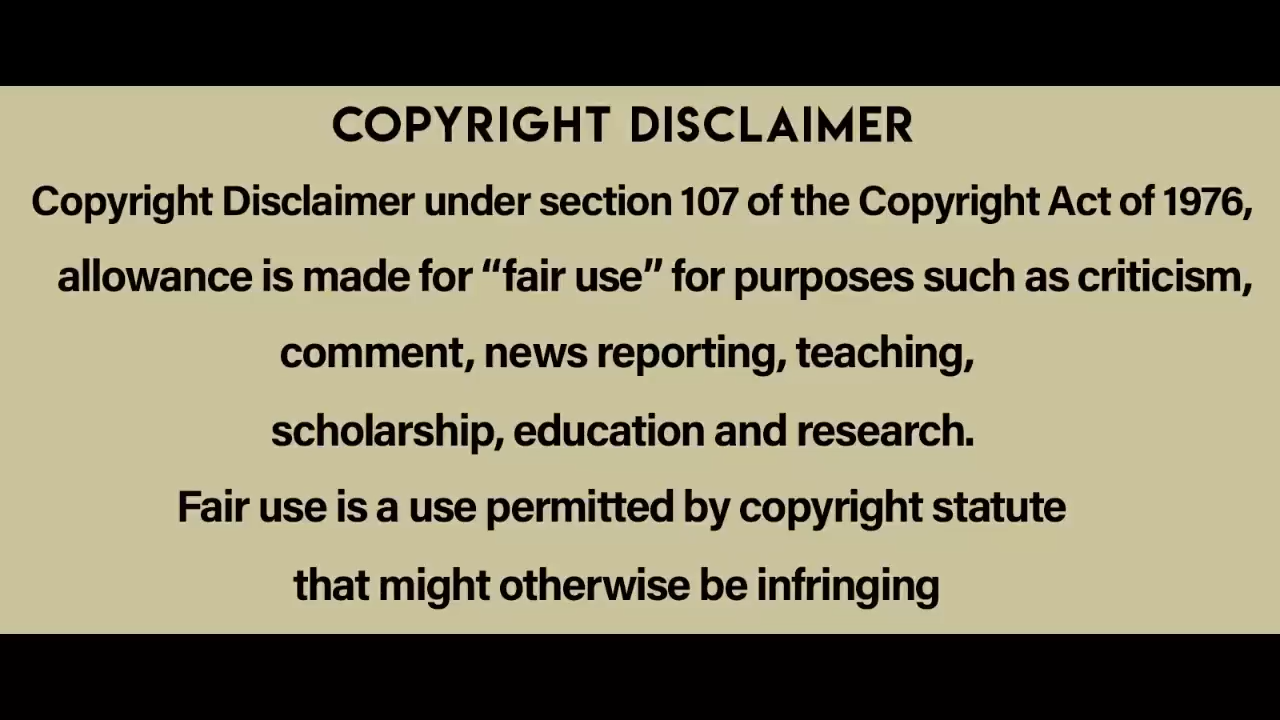 COPYRIGHT DISCLAIMER
Copyright Disclaimer under section 107 of the Copyright Act of 1976,
allowance is made for “fair use” for purposes such as criticism,
comment, news reporting, teaching,
scholarship, education and research.
Fair use is a use permitted by copyright statute
that might otherwise be infringing